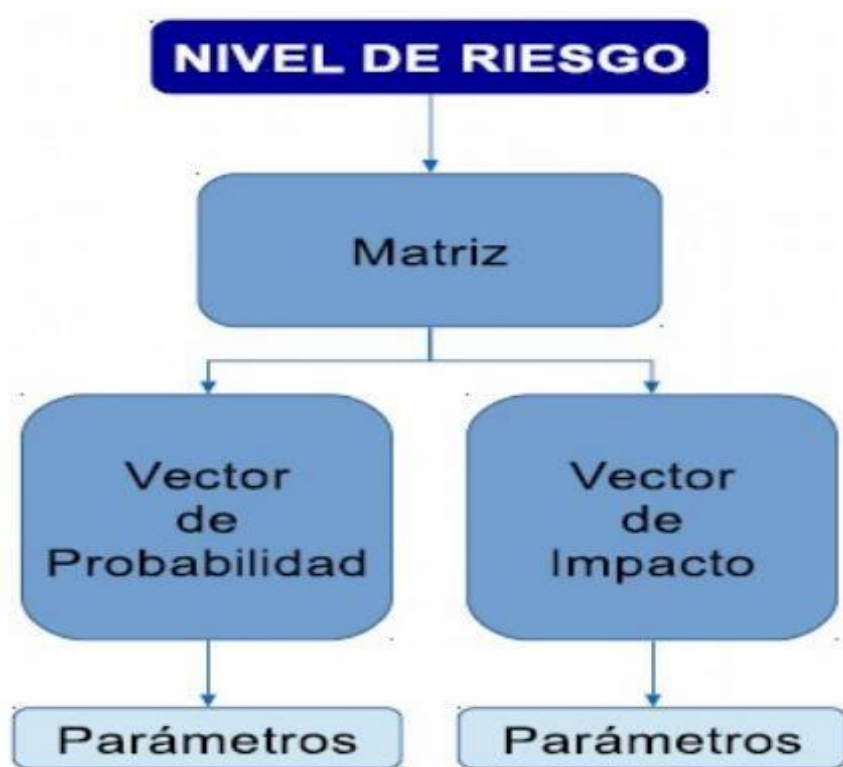 NIVEL DE RIESGO
Matriz
Vector
de
Probabilidad
Vector
de
Impacto
Parámetros
Parámetros